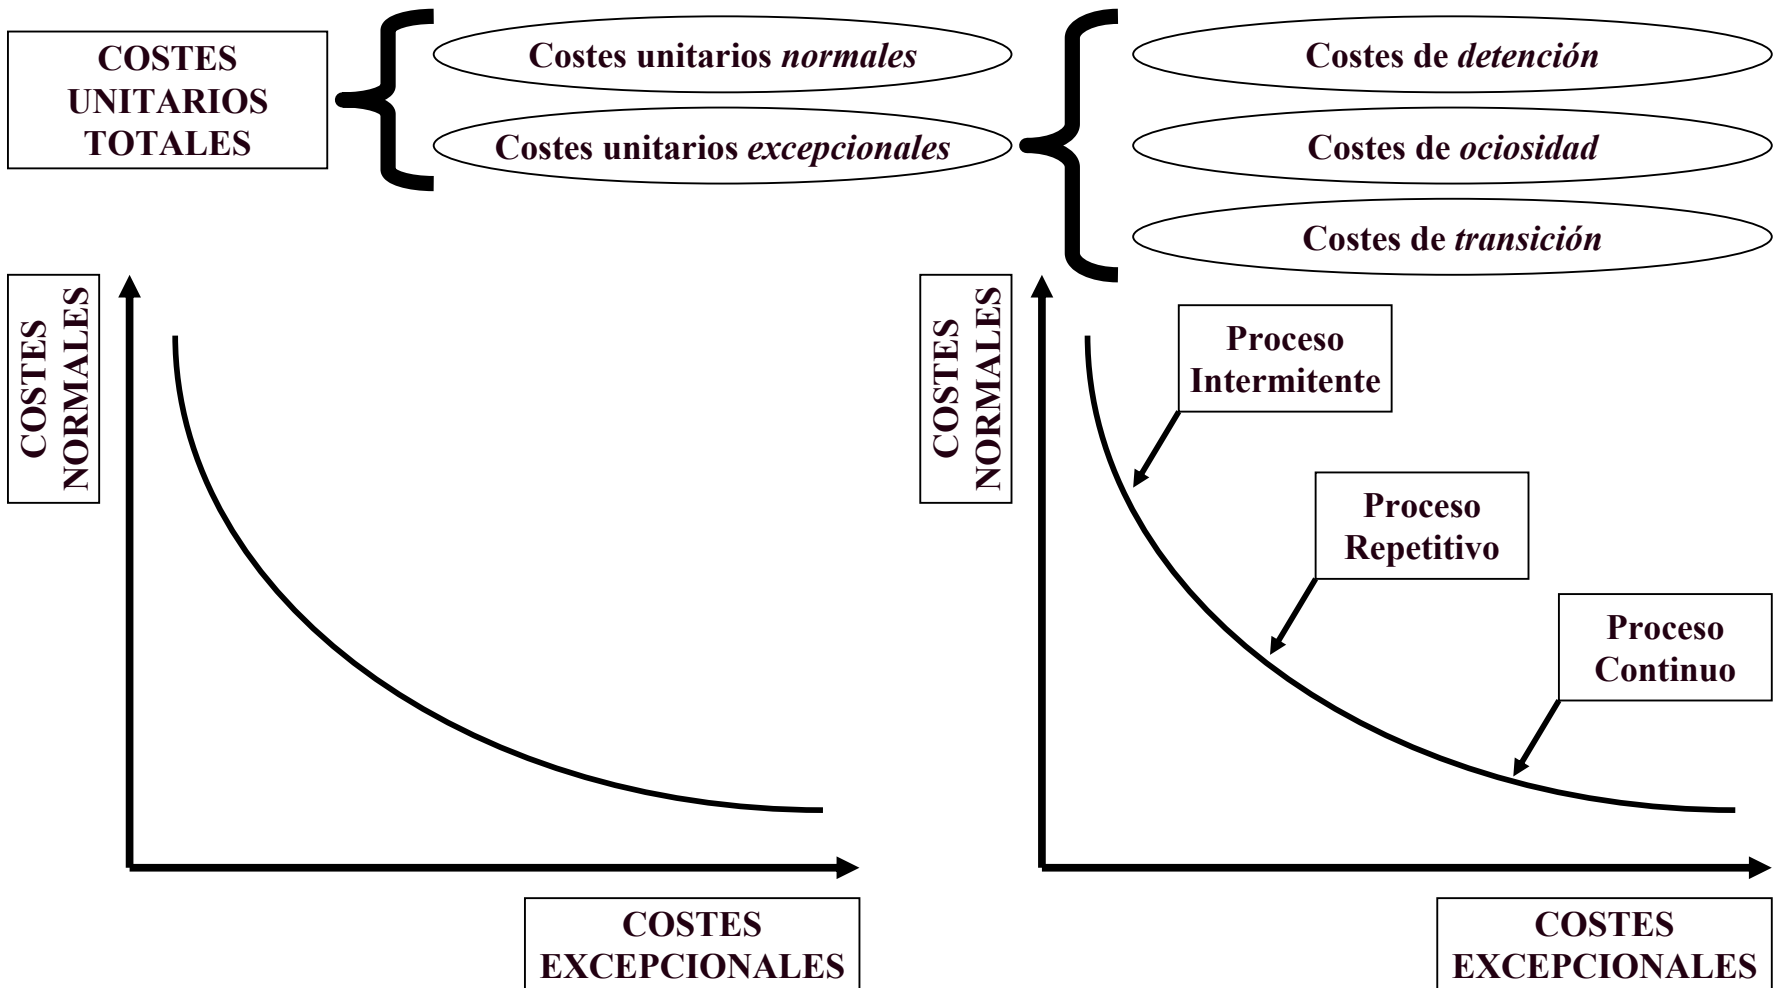 COSTES
UNITARIOS
TOTALES
Costes unitarios normales
Costes unitarios excepcionales
Costes de detención
Costes de ociosidad
Costes de transición
COSTES
NORMALES
COSTES
EXCEPCIONALES
COSTES
NORMALES
Proceso
Intermitente
Proceso
Repetitivo
Proceso
Continuo
COSTES
EXCEPCIONALES